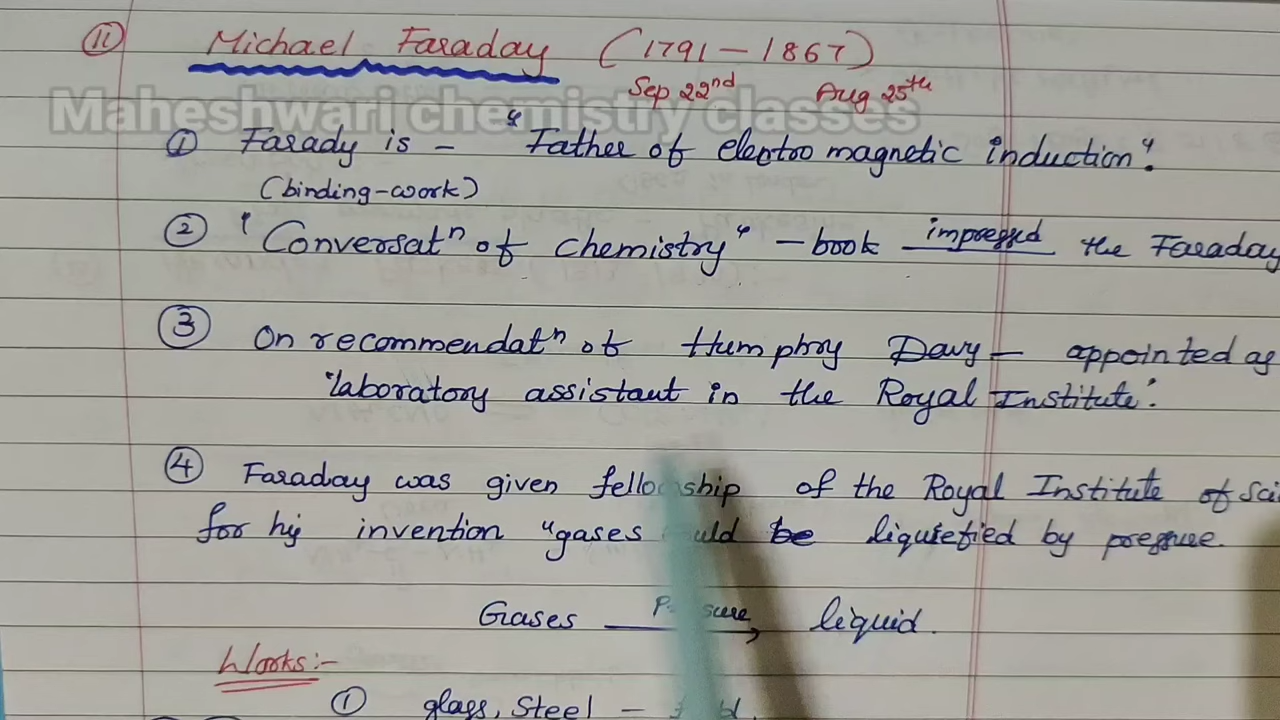 11 Michael Faraday (1791 - 1867)
Sep 22nd Aug 25th
Maheshwari chemistry classes
① Farady is - "Father of electro magnetic induction".
(binding-work)
② "Conversatn of Chemistry" - book impressed the Faraday
③ On recommendatn of Humphry Davy - appointed as
"laboratory assistant in the Royal Institute".
④ Faraday was given fellowship of the Royal Institute of Sci
for his invention "gases be liquiefied by pressure.
Gases Pressure liquid.
Works:-
① glass, Steel -